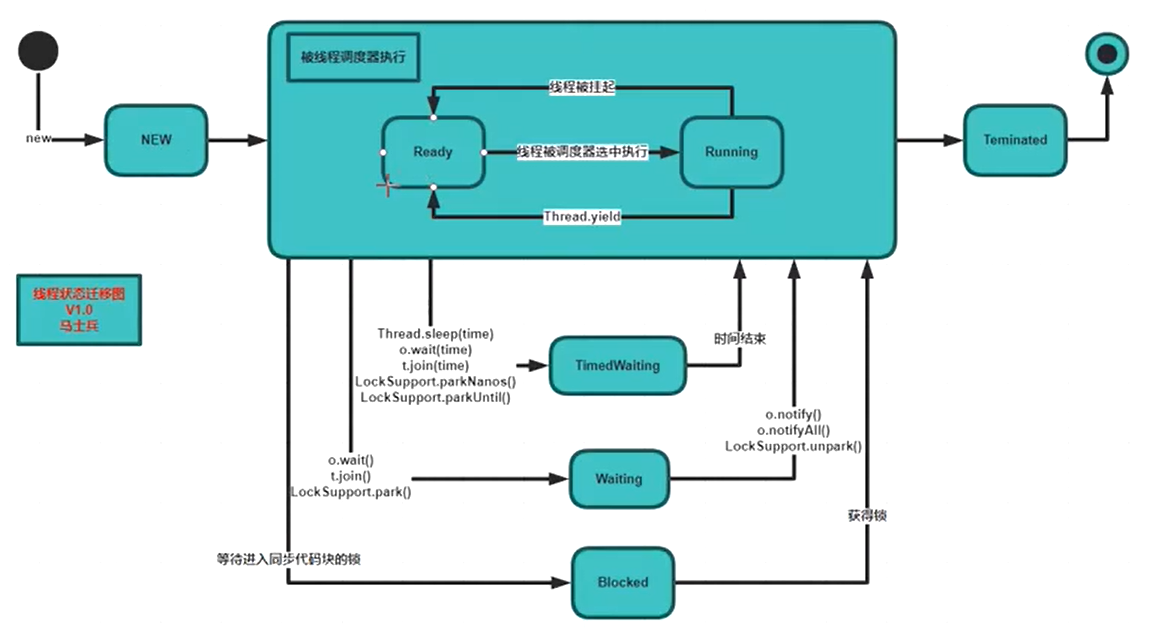 被线程调度器执行
线程被挂起
new
NEW
Ready
线程被调度器选中执行
Running
Teminated
Thread.yield
线程状态迁移图
V1.0
马士兵
Thread.sleep(time)
o.wait(time)
t.join(time)
LockSupport.parkNanos()
LockSupport.parkUntil()
TimedWaiting
时间结束
o.notify()
o.notifyAll()
LockSupport.unpark()
o.wait()
t.join()
LockSupport.park()
Waiting
获得锁
等待进入同步代码块的锁
Blocked